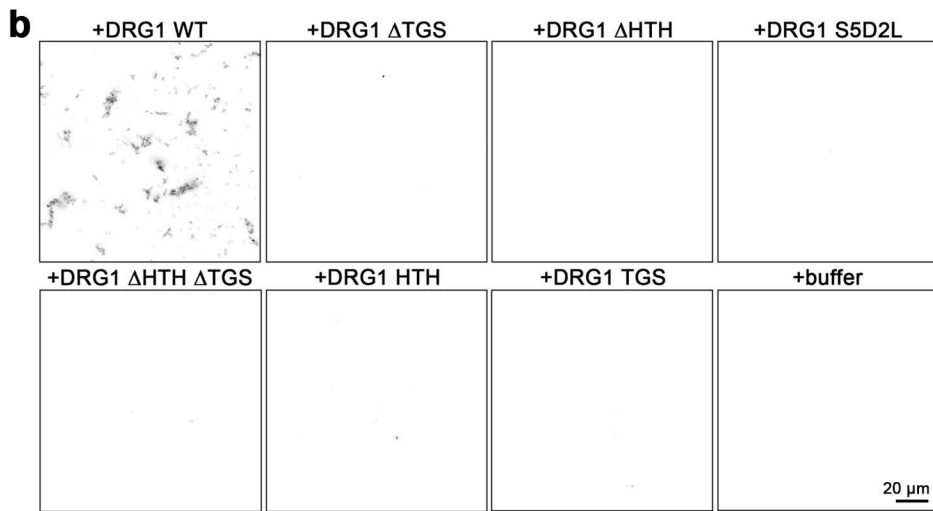 b
+DRG1 WT +DRG1 ΔTGS +DRG1 ΔHTH +DRG1 S5D2L
+DRG1 ΔHTH ΔTGS +DRG1 HTH +DRG1 TGS +buffer
20 μm